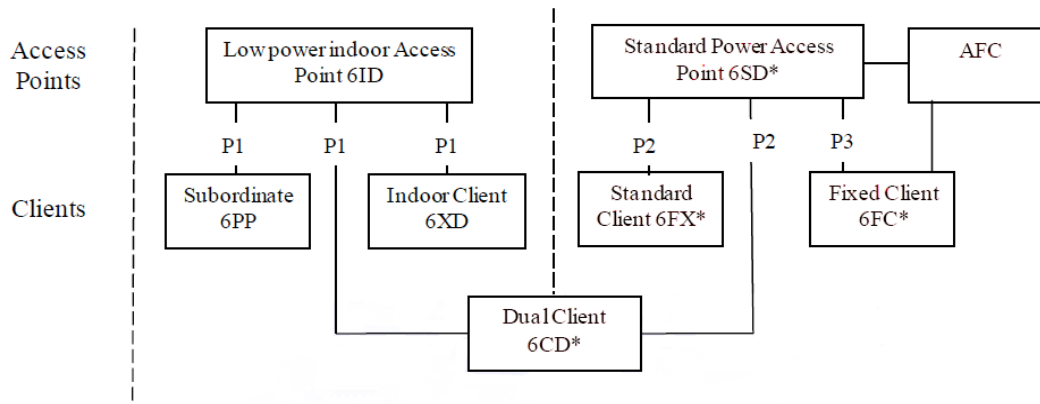 Access
Points
Low power indoor Access
Point 6ID
Standard Power Access
Point 6SD*
AFC
P1
P1
P1
P2
P2
P3
Clients
Subordinate
6PP
Indoor Client
6XD
Standard
Client 6FX*
Fixed Client
6FC*
Dual Client
6CD*